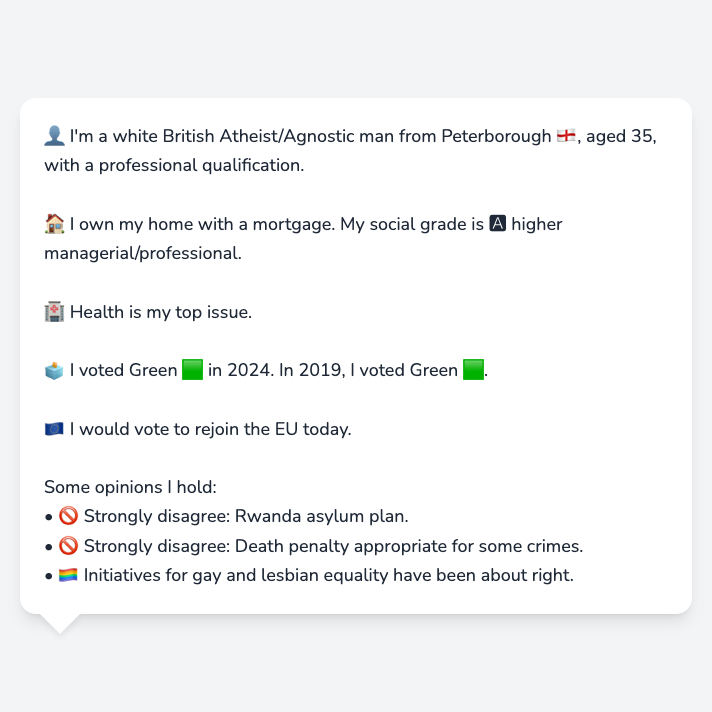 👤 I'm a white British Atheist/Agnostic man from Peterborough 🏴󠁧󠁢󠁥󠁮󠁧󠁿, aged 35,
with a professional qualification.
🏠 I own my home with a mortgage. My social grade is 🅰 higher
managerial/professional.
🏥 Health is my top issue.
🗳️ I voted Green 🟩 in 2024. In 2019, I voted Green 🟩.
🇪🇺 I would vote to rejoin the EU today.
Some opinions I hold:
• 🚫 Strongly disagree: Rwanda asylum plan.
• 🚫 Strongly disagree: Death penalty appropriate for some crimes.
• 🏳️‍🌈 Initiatives for gay and lesbian equality have been about right.